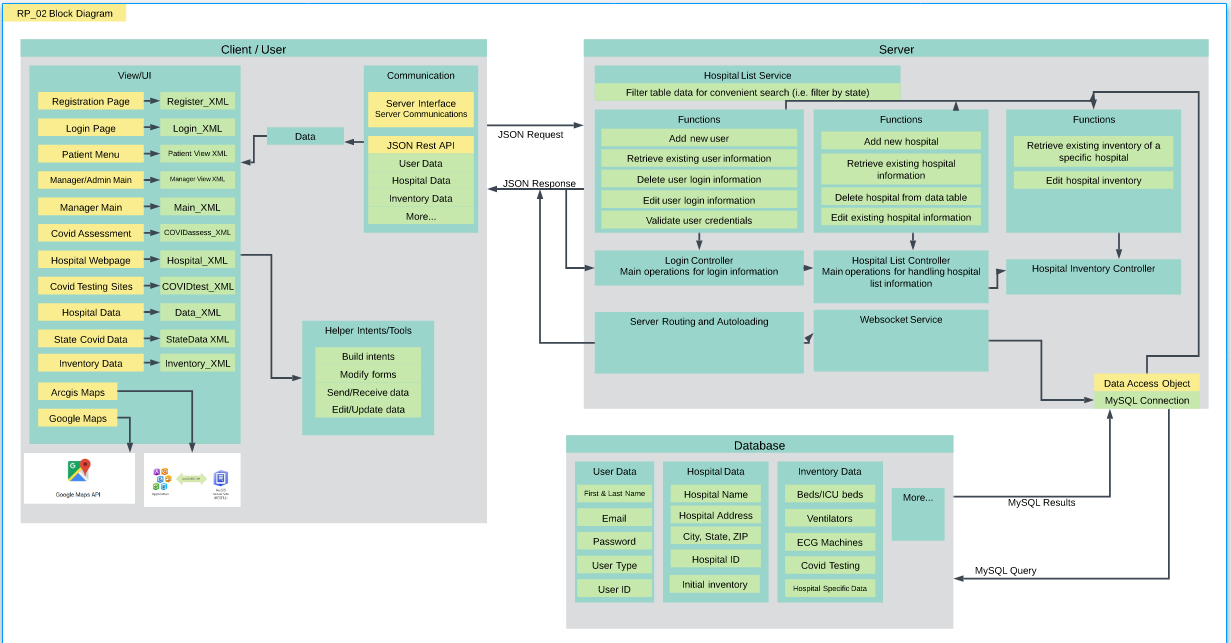 RP_02 Block Diagram
Client / User
View/UI
Registration Page
Register_XML
Login Page
Login_XML
Patient Menu
Patient View XML
Manager/Admin Main
Manager View XML
Manager Main
Main_XML
Covid Assessment
COVIDassess_XML
Hospital Webpage
Hospital_XML
Covid Testing Sites
COVIDtest_XML
Hospital Data
Data_XML
State Covid Data
StateData XML
Inventory Data
Inventory_XML
Arcgis Maps
Google Maps
Google Maps API
Data
Communication
Server Interface
Server Communications
JSON Rest API
User Data
Hospital Data
Inventory Data
More...
Helper Intents/Tools
Build intents
Modify forms
Send/Receive data
Edit/Update data
JSON Request
JSON Response
Server
Hospital List Service
Filter table data for convenient search (i.e. filter by state)
Functions
Add new user
Retrieve existing user information
Delete user login information
Edit user login information
Validate user credentials
Functions
Add new hospital
Retrieve existing hospital
information
Delete hospital from data table
Edit existing hospital information
Functions
Retrieve existing inventory of a
specific hospital
Edit hospital inventory
Login Controller
Main operations for login information
Hospital List Controller
Main operations for handling hospital
list information
Hospital Inventory Controller
Server Routing and Autoloading
Websocket Service
Data Access Object
MySQL Connection
Database
User Data
First & Last Name
Email
Password
User Type
User ID
Hospital Data
Hospital Name
Hospital Address
City, State, ZIP
Hospital ID
Initial inventory
Inventory Data
Beds/ICU beds
Ventilators
ECG Machines
Covid Testing
Hospital Specific Data
More...
MySQL Results
MySQL Query